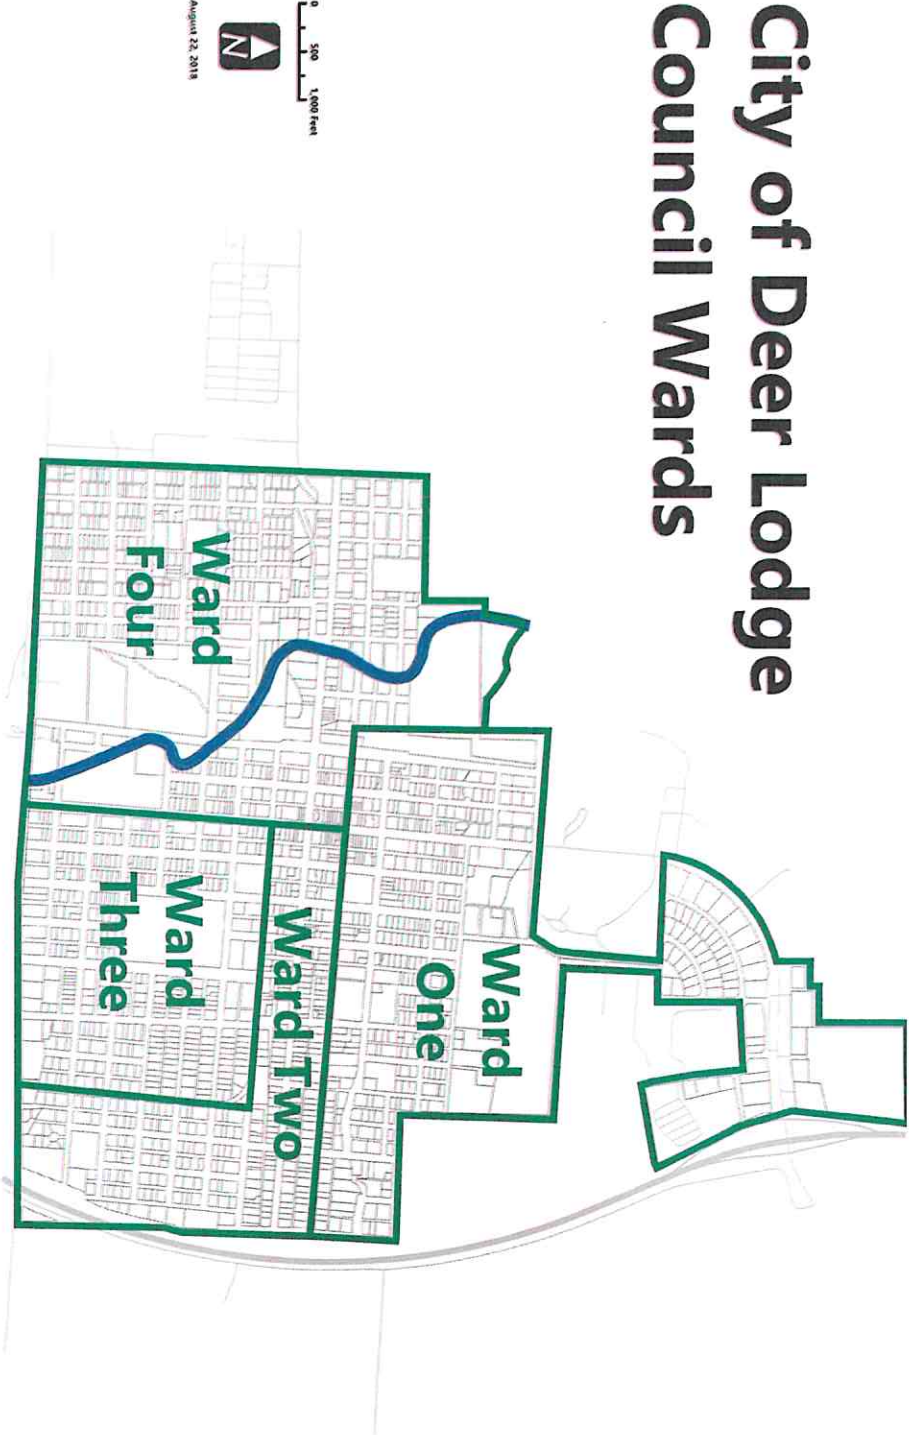 City of Deer Lodge
Council Wards
0 500 1,000 Feet
N
August 22, 2018
Ward
One
Ward Two
Ward
Three
Ward
Four